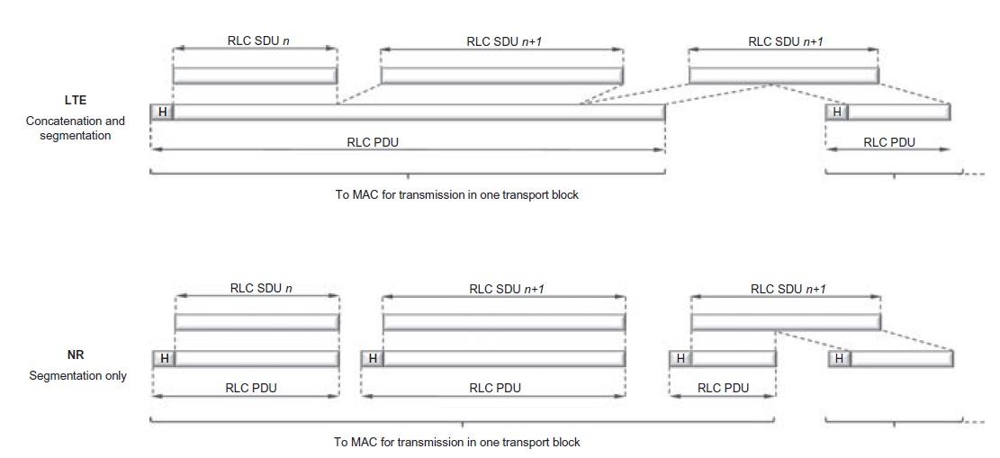 RLC SDU n
RLC SDU n+1
RLC SDU n+1
LTE
Concatenation and
segmentation
H
H
RLC PDU
RLC PDU
To MAC for transmission in one transport block
RLC SDU n
RLC SDU n+1
RLC SDU n+1
NR
Segmentation only
H
H
H
H
RLC PDU
RLC PDU
RLC PDU
To MAC for transmission in one transport block